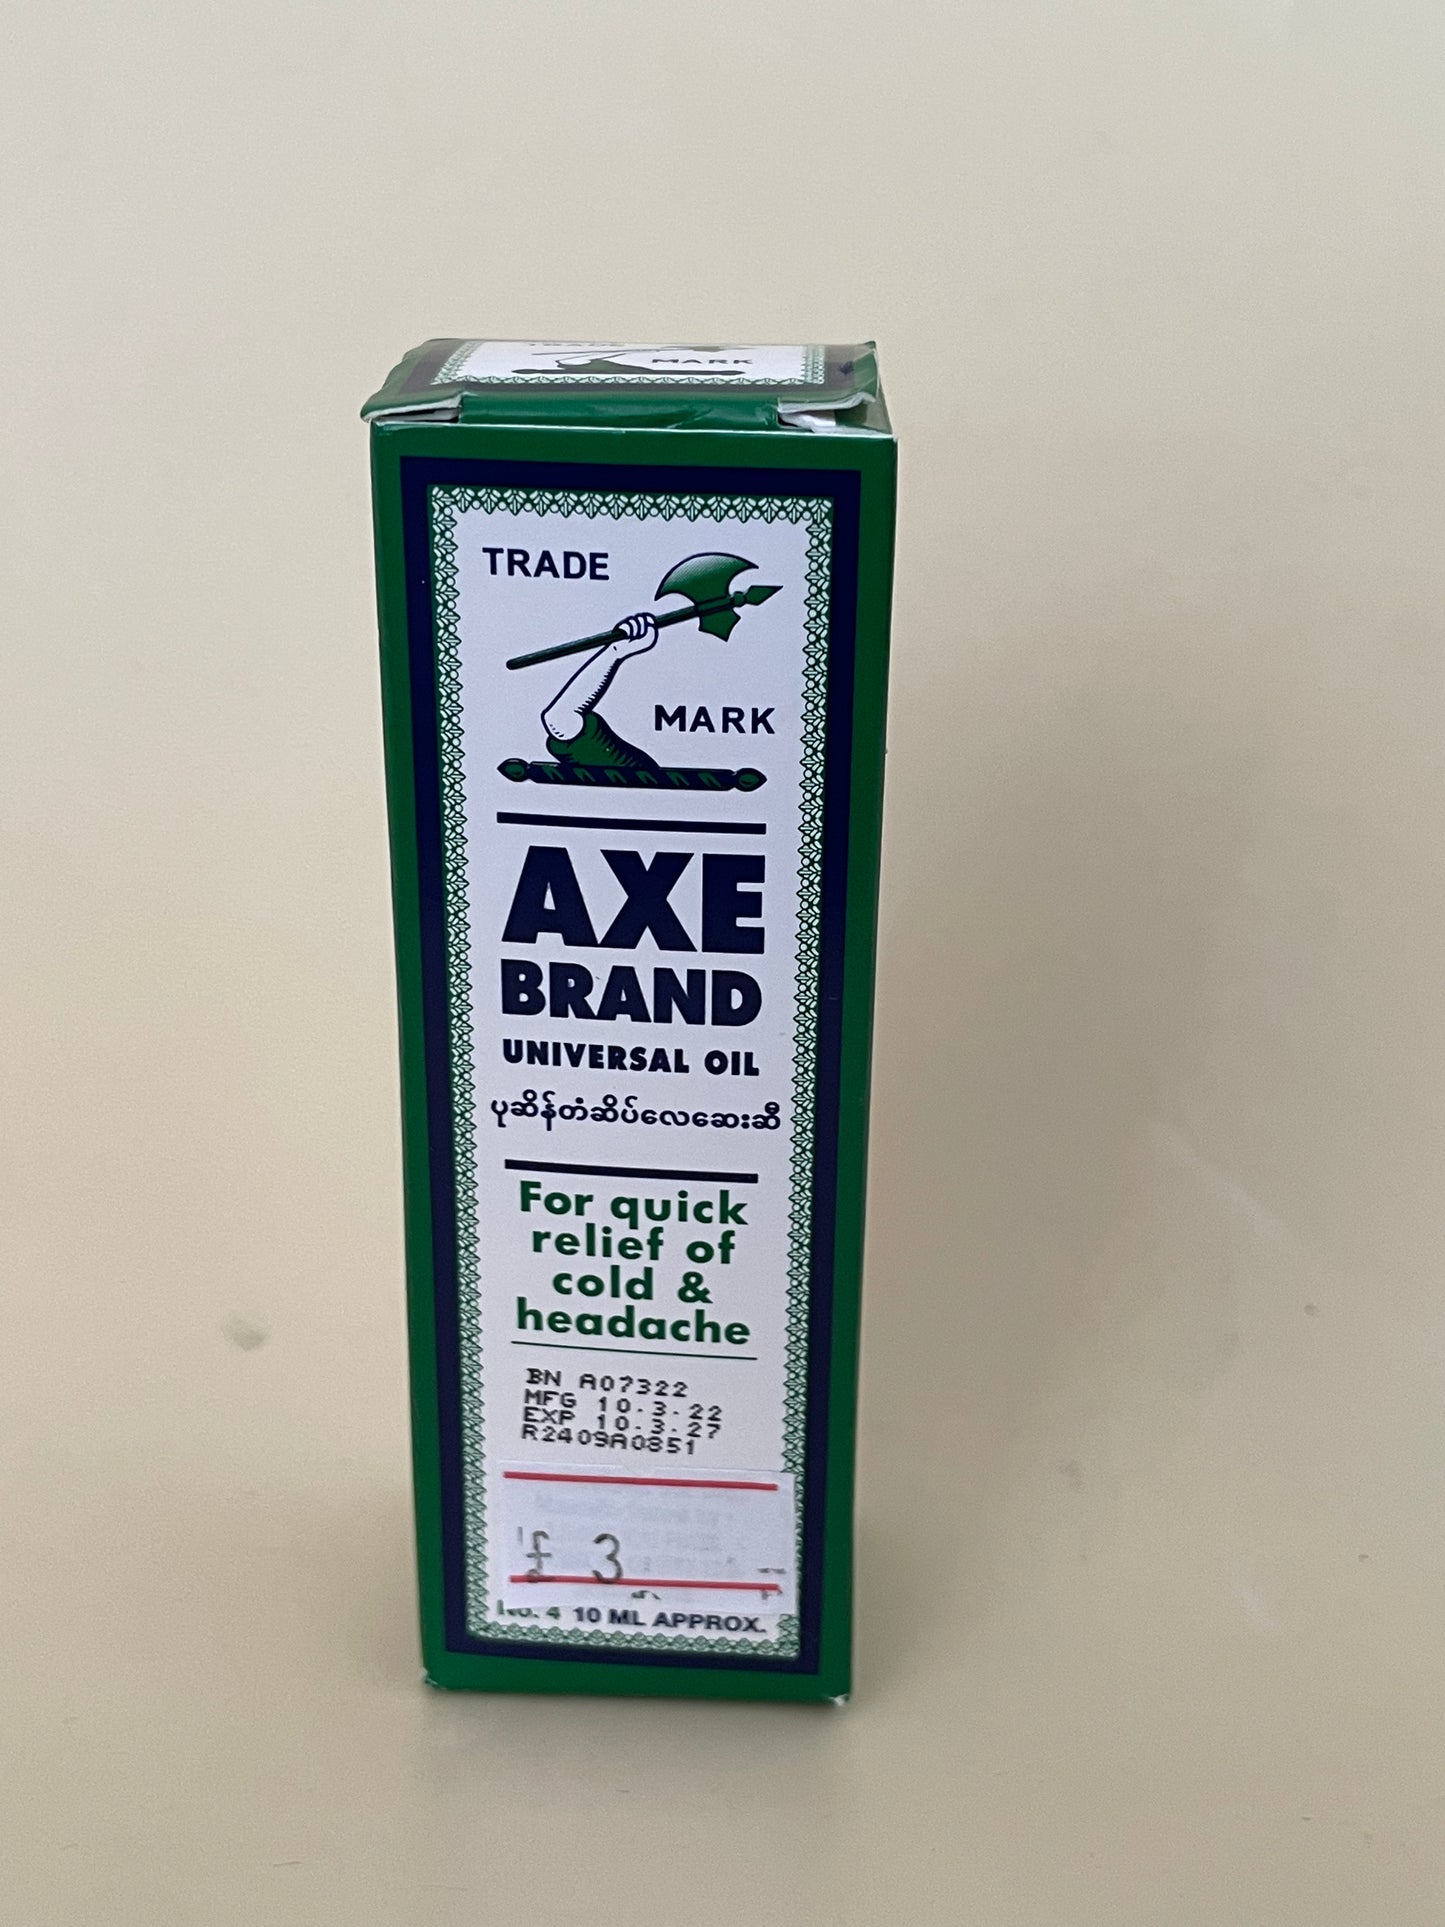 MARK
TRADE
MARK
AXE
BRAND
UNIVERSAL OIL
ပုဆိန်တံဆိပ်လေဆေးဆီ
For quick
relief of
cold &
headache
BN A07322
MFG 10.3.22
EXP 10.3.27
R2409A0851
£ 3
No. 4 10 ML APPROX.